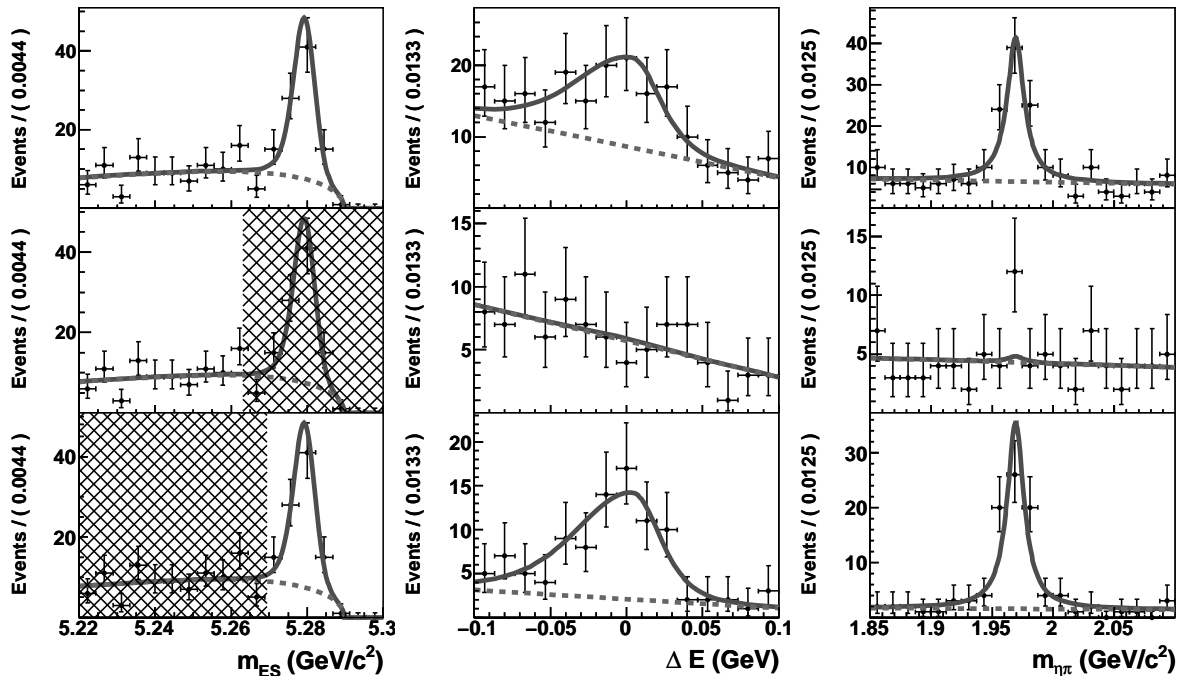 Events / ( 0.0044 )
40
20
Events / ( 0.0133 )
20
10
Events / ( 0.0125 )
40
30
20
10
Events / ( 0.0044 )
40
20
Events / ( 0.0133 )
15
10
5
Events / ( 0.0125 )
15
10
5
Events / ( 0.0044 )
40
20
Events / ( 0.0133 )
20
15
10
5
Events / ( 0.0125 )
30
20
10
5.22 5.24 5.26 5.28 5.3
−0.1 −0.05 0 0.05 0.1
1.85 1.9 1.95 2 2.05
m_ES (GeV/c²)
Δ E (GeV)
m_ηπ (GeV/c²)